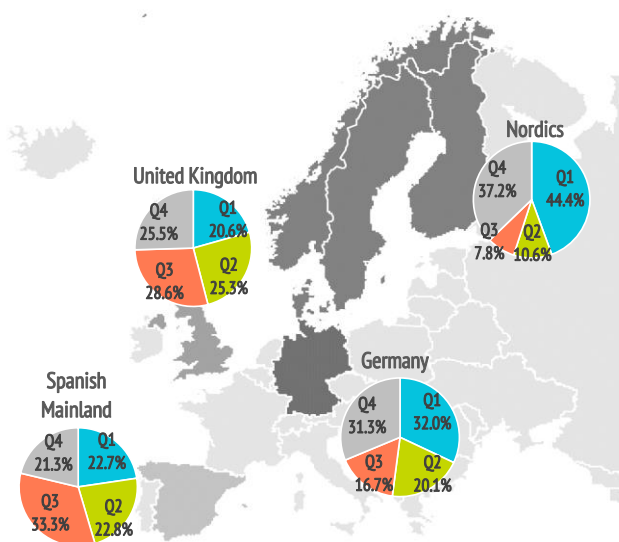 Nordics
Q4
37.2%
Q1
44.4%
Q3
7.8%
Q2
10.6%
United Kingdom
Q4
25.5%
Q1
20.6%
Q3
28.6%
Q2
25.3%
Germany
Q4
31.3%
Q1
32.0%
Q3
16.7%
Q2
20.1%
Spanish
Mainland
Q4
21.3%
Q1
22.7%
Q3
33.3%
Q2
22.8%